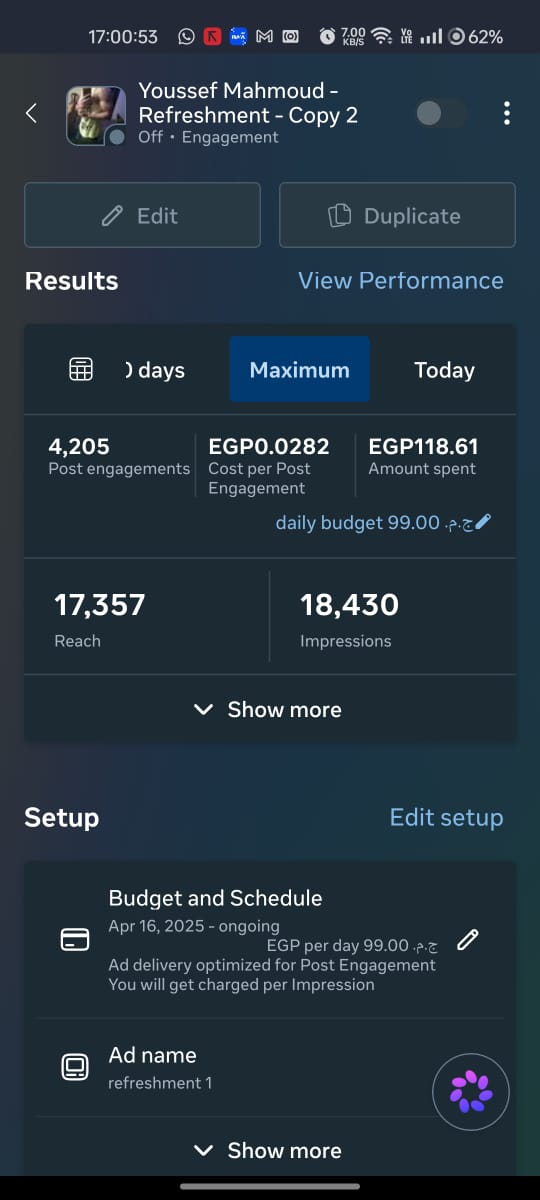 17:00:53 7.00 KB/S Vo LTE 62%
Youssef Mahmoud -
Refreshment - Copy 2
Off • Engagement
Edit
Duplicate
Results
View Performance
0 days
Maximum
Today
4,205
Post engagements
EGP0.0282
Cost per Post
Engagement
EGP118.61
Amount spent
daily budget 99.00 ج.م.
17,357
Reach
18,430
Impressions
Show more
Setup
Edit setup
Budget and Schedule
Apr 16, 2025 - ongoing
EGP per day 99.00 ج.م.
Ad delivery optimized for Post Engagement
You will get charged per Impression
Ad name
refreshment 1
Show more